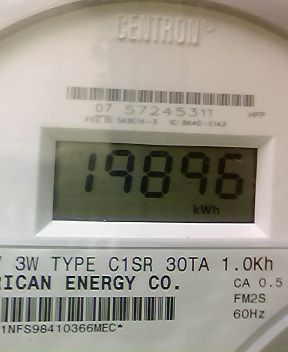 CENTRON®
07 57245311
HFP
19896
kWh
3W TYPE C1SR 30TA 1.0Kh
RICAN ENERGY CO.
CA 0.5
FM2S
60Hz
1NFS98410366MEC*